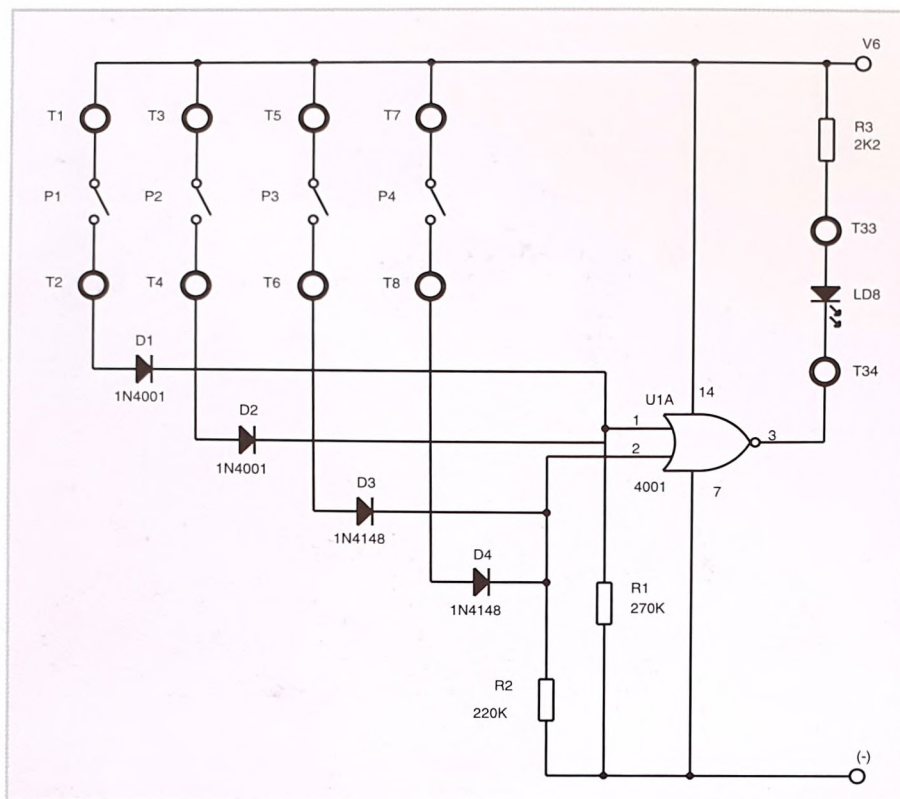 V6
T1
T3
T5
T7
R3
2K2
P1
P2
P3
P4
T33
T2
T4
T6
T8
LD8
D1
1N4001
T34
14
U1A
1
D2
1N4001
2
3
4001
7
D3
1N4148
D4
1N4148
R1
270K
R2
220K
(-)